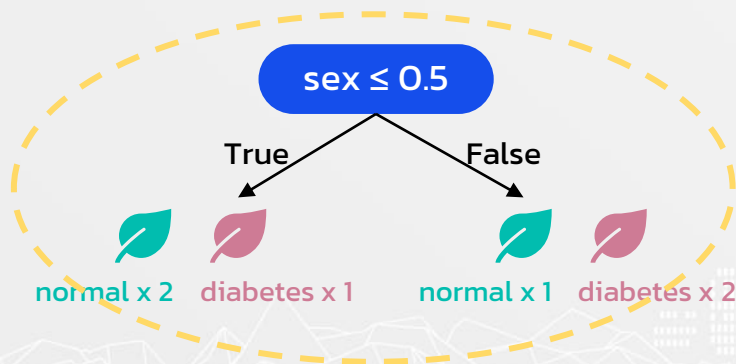 sex ≤ 0.5
True False
normal x 2 diabetes x 1 normal x 1 diabetes x 2